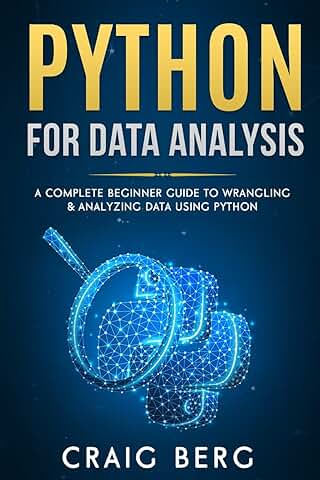 PYTHON
FOR DATA ANALYSIS
A COMPLETE BEGINNER GUIDE TO WRANGLING
& ANALYZING DATA USING PYTHON
CRAIG BERG